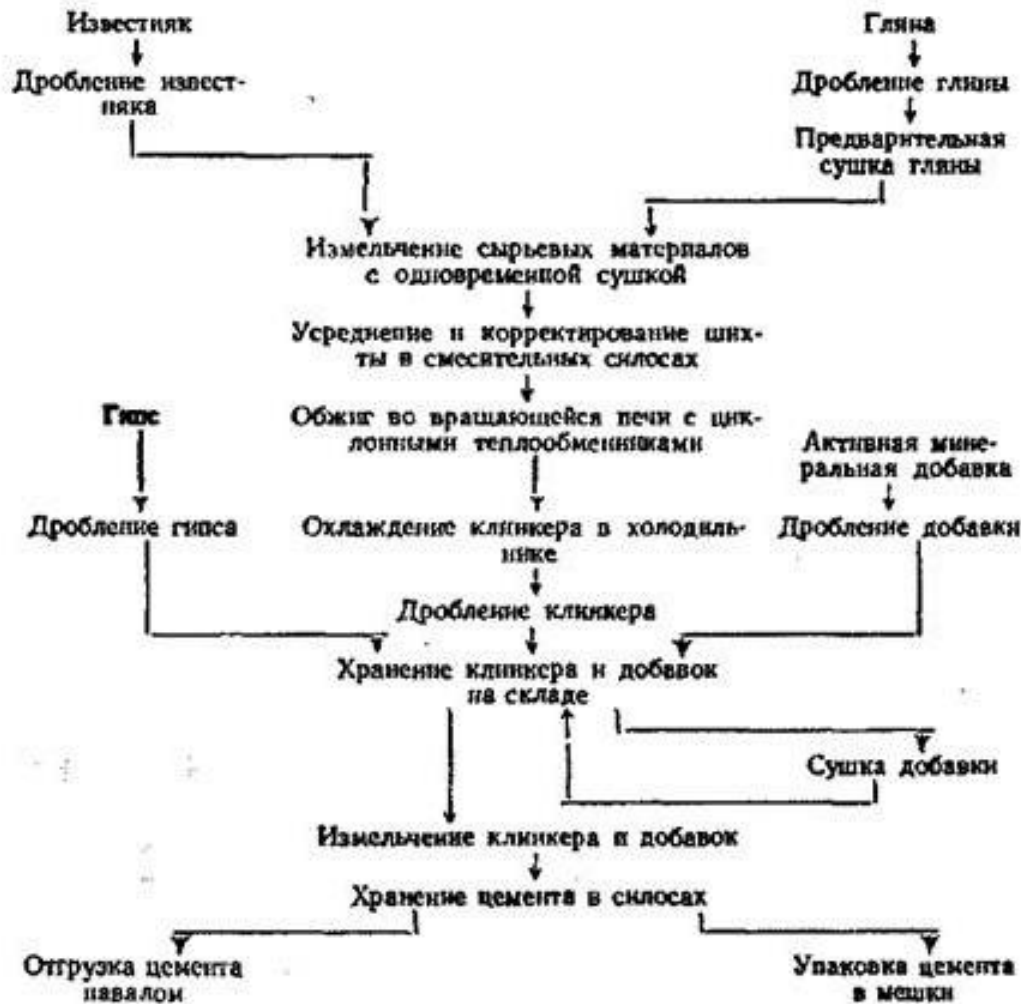 Известняк
Глина
Дробление извест-
няка
Дробление глины
Предварительная
сушка глины
Измельчение сырьевых материалов
с одновременной сушкой
Усреднение и корректирование ших-
ты в смесительных силосах
Гипс
Обжиг во вращающейся печи с цик-
лонными теплообменниками
Активная мине-
ральная добавка
Дробление гипса
Охлаждение клинкера в холодиль-
нике
Дробление добавки
Дробление клинкера
Хранение клинкера и добавок
на складе
Сушка добавки
Измельчение клинкера и добавок
Хранение цемента в силосах
Отгрузка цемента
навалом
Упаковка цемента
в мешки